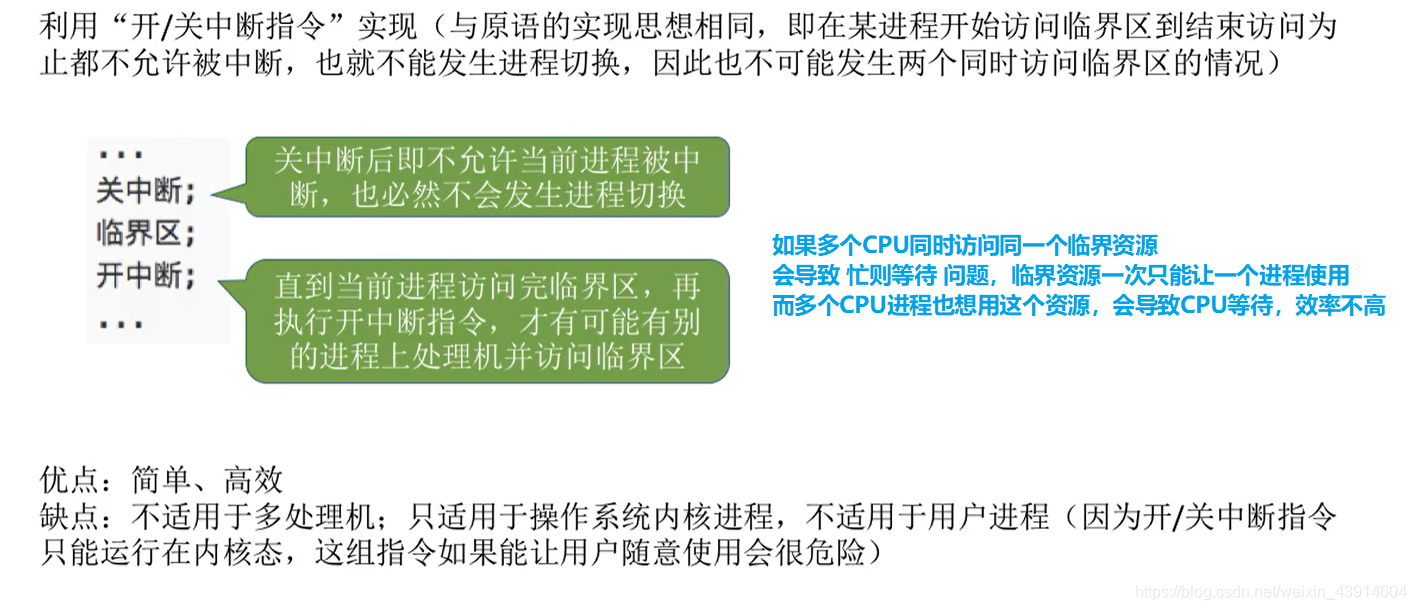 利用“开/关中断指令”实现（与原语的实现思想相同，即在某进程开始访问临界区到结束访问为
止都不允许被中断，也就不能发生进程切换，因此也不可能发生两个同时访问临界区的情况）
...
关中断;
临界区;
开中断;
...
关中断后即不允许当前进程被中
断，也必然不会发生进程切换
直到当前进程访问完临界区，再
执行开中断指令，才有可能有别
的进程上处理机并访问临界区
如果多个CPU同时访问同一个临界资源
会导致 忙则等待 问题，临界资源一次只能让一个进程使用
而多个CPU进程也想用这个资源，会导致CPU等待，效率不高
优点：简单、高效
缺点：不适用于多处理机；只适用于操作系统内核进程，不适用于用户进程（因为开/关中断指令
只能运行在内核态，这组指令如果能让用户随意使用会很危险）
https://blog.csdn.net/weixin_43914604